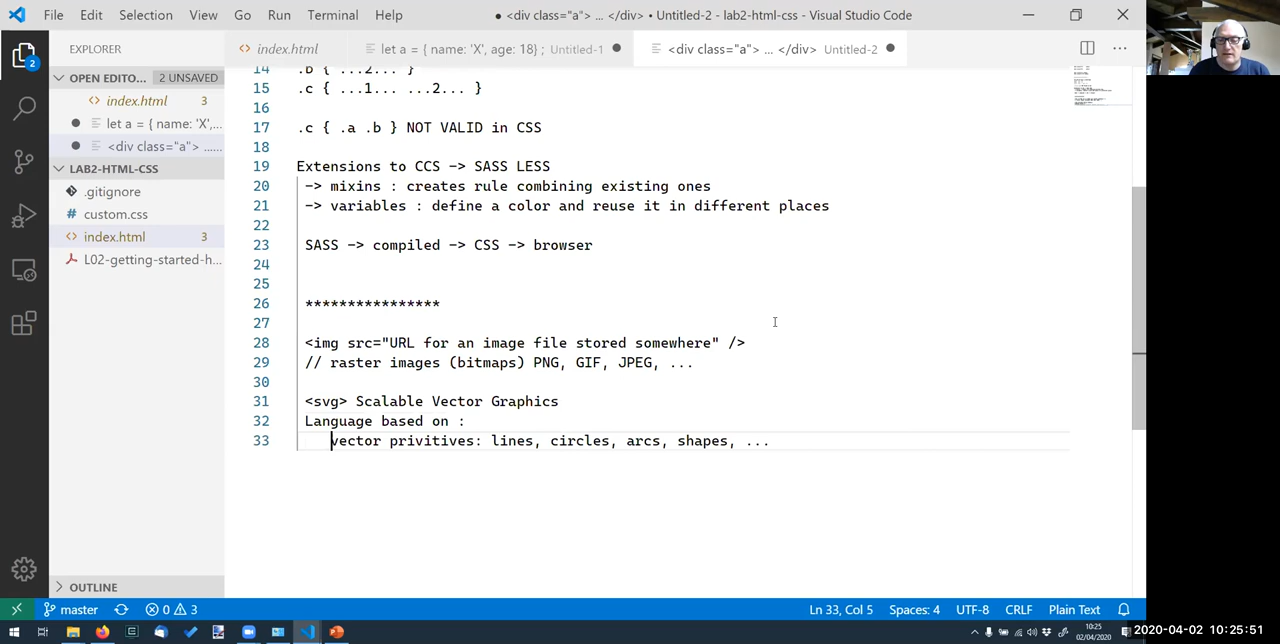 File Edit Selection View Go Run Terminal Help
● <div class="a"> ... </div> • Untitled-2 - lab2-html-css - Visual Studio Code
EXPLORER
<> index.html
let a = { name: 'X', age: 18} ; Untitled-1 ●
<div class="a"> ... </div> Untitled-2 ●
OPEN EDITO... 2 UNSAVED
<> index.html 3
● let a = { name: 'X',...
● <div class="a"> ......
LAB2-HTML-CSS
.gitignore
# custom.css
<> index.html 3
L02-getting-started-h...
OUTLINE
2
14 .b { ...2... }
15 .c { ...1... ...2... }
16
17 .c { .a .b } NOT VALID in CSS
18
19 Extensions to CCS -> SASS LESS
20 -> mixins : creates rule combining existing ones
21 -> variables : define a color and reuse it in different places
22
23 SASS -> compiled -> CSS -> browser
24
25
26 ****************
27
28 <img src="URL for an image file stored somewhere" />
29 // raster images (bitmaps) PNG, GIF, JPEG, ...
30
31 <svg> Scalable Vector Graphics
32 Language based on :
33 vector privitives: lines, circles, arcs, shapes, ...
master 0 3
Ln 33, Col 5 Spaces: 4 UTF-8 CRLF Plain Text
10:25
02/04/2020
2020-04-02 10:25:51